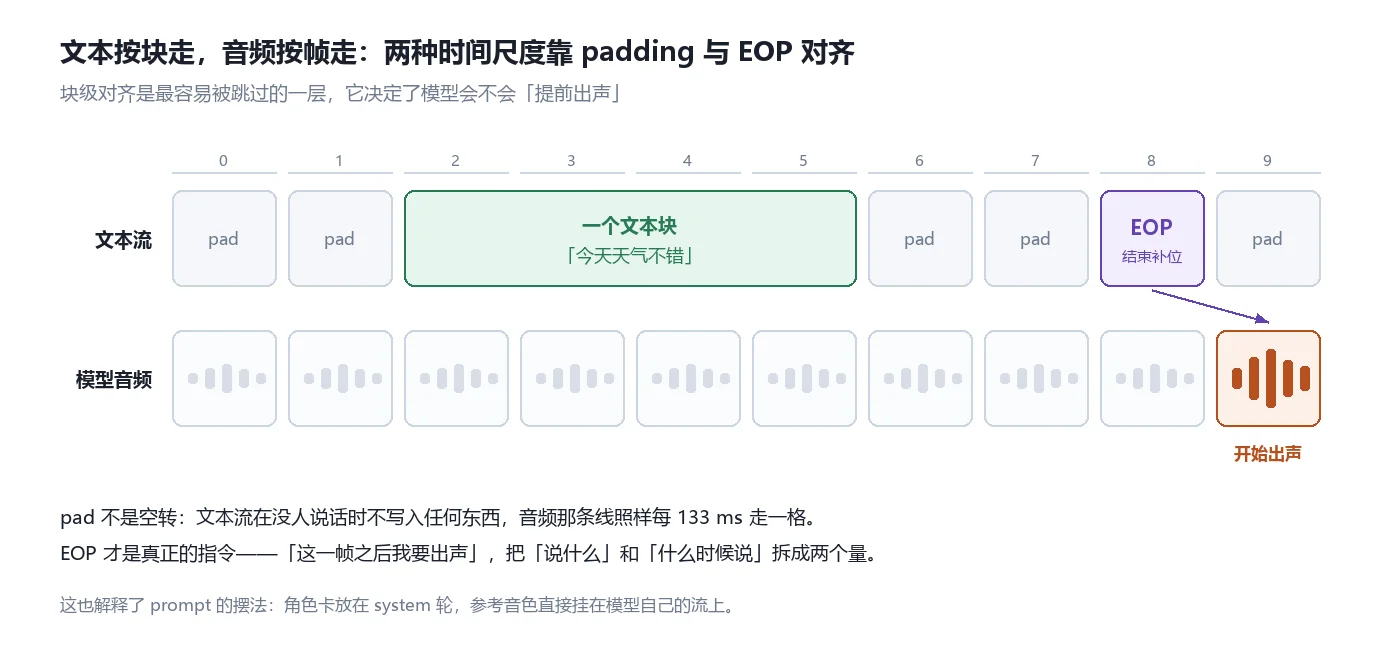 文本按块走，音频按帧走：两种时间尺度靠 padding 与 EOP 对齐
块级对齐是最容易被跳过的一层，它决定了模型会不会「提前出声」
0 1 2 3 4 5 6 7 8 9
文本流
pad
pad
一个文本块
「今天天气不错」
pad
pad
EOP
结束补位
pad
模型音频
开始出声
pad 不是空转：文本流在没人说话时不写入任何东西，音频那条线照样每 133 ms 走一格。
EOP 才是真正的指令——「这一帧之后我要出声」，把「说什么」和「什么时候说」拆成两个量。
这也解释了 prompt 的摆法：角色卡放在 system 轮，参考音色直接挂在模型自己的流上。